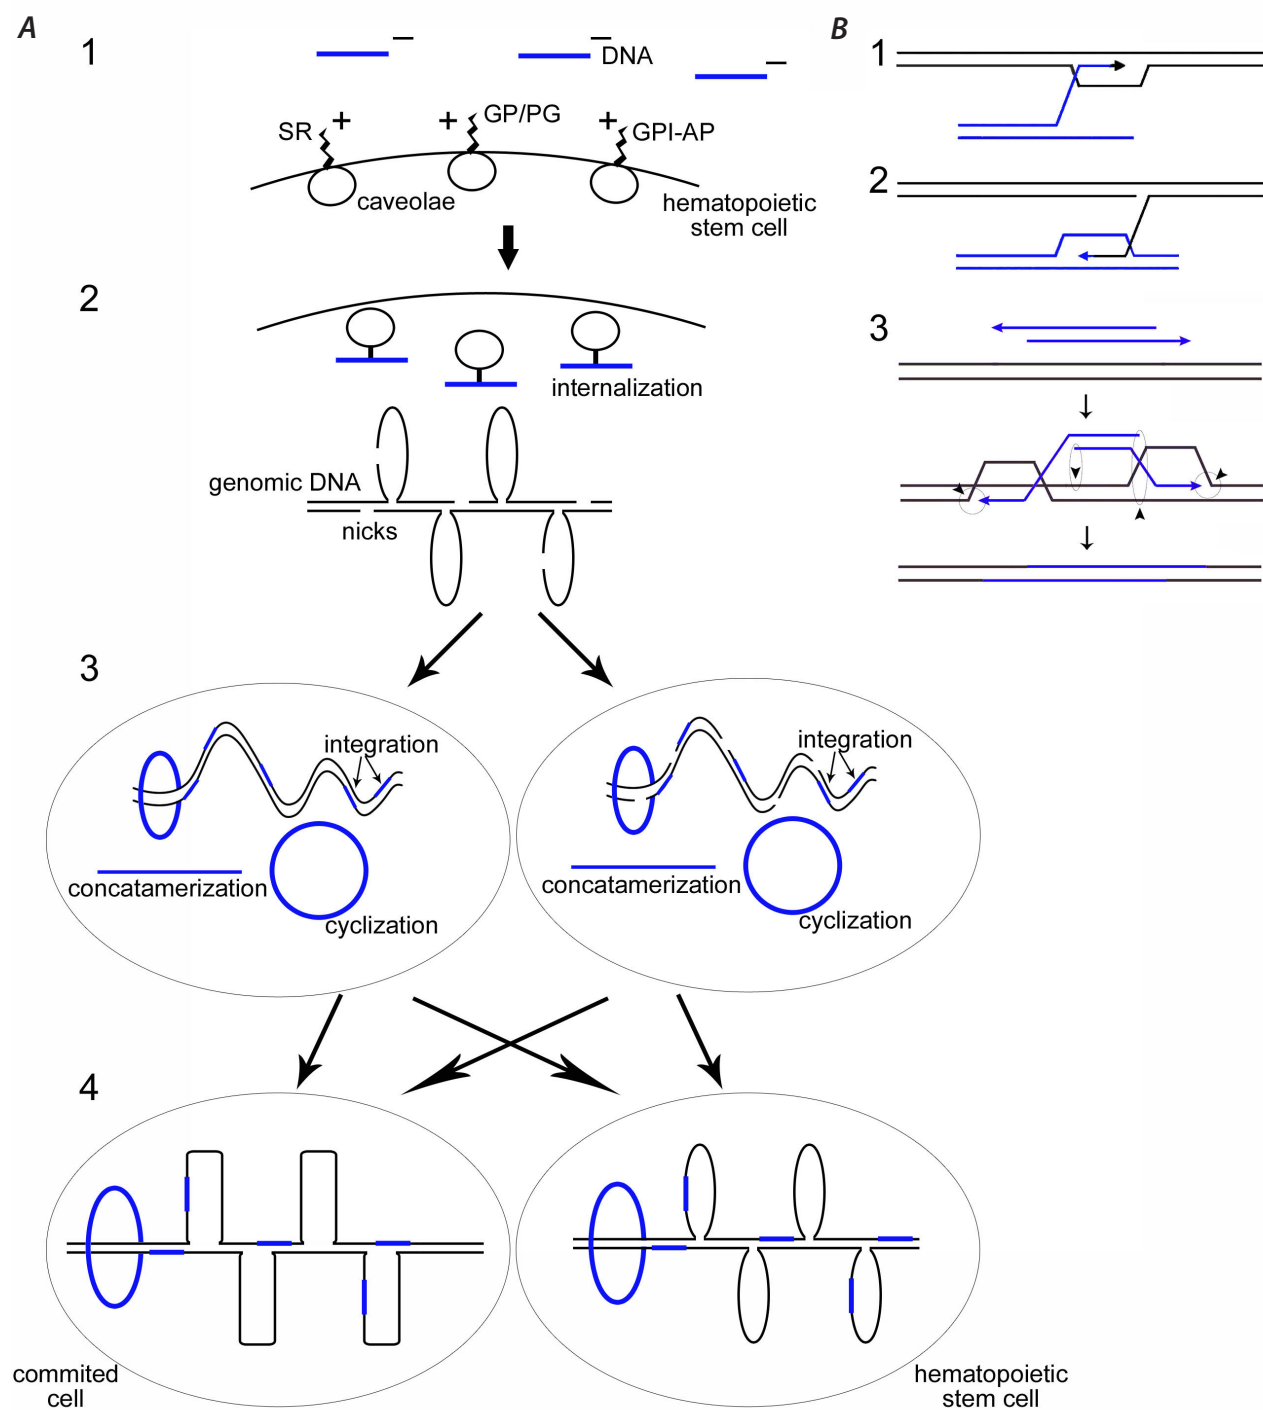 A
1
DNA
SR
GP/PG
GPI-AP
caveolae
hematopoietic
stem cell
2
internalization
genomic DNA
nicks
3
integration
concatamerization
cyclization
integration
concatamerization
cyclization
4
commited
cell
hematopoietic
stem cell
B
1
2
3